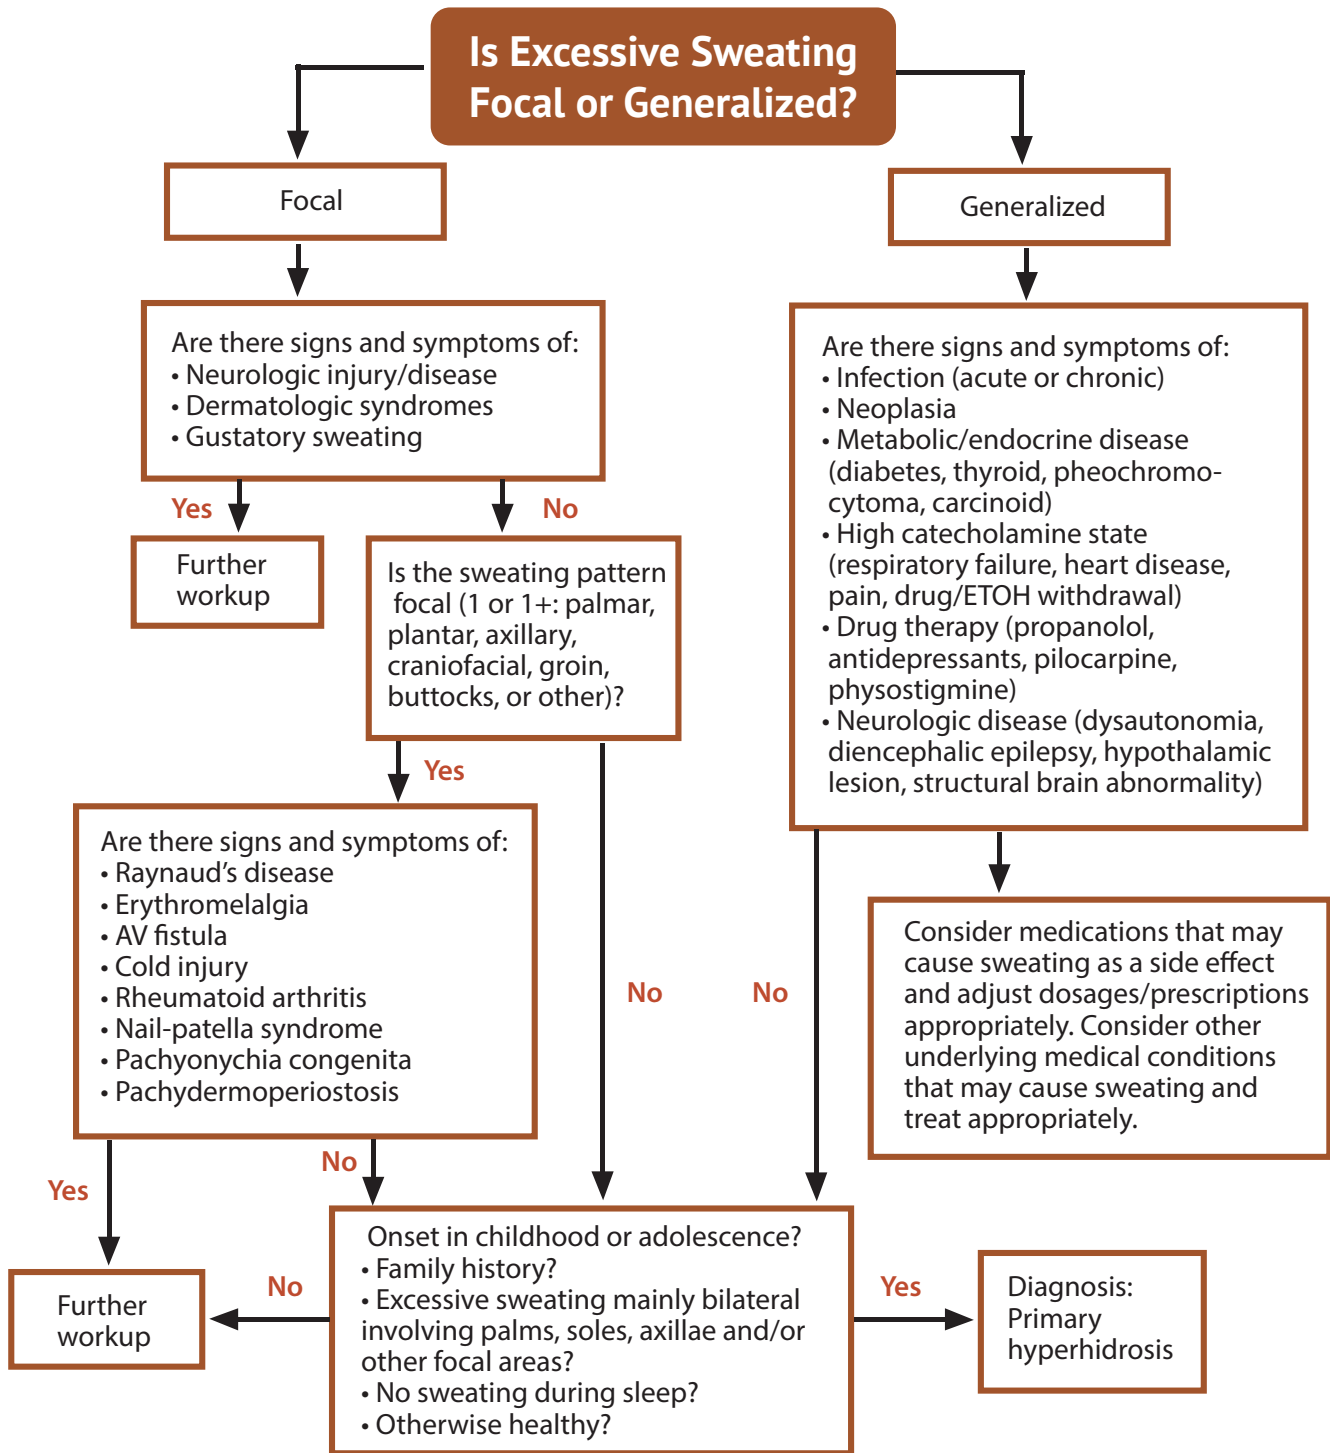 Is Excessive Sweating
Focal or Generalized?
Focal
Generalized
Are there signs and symptoms of:
• Neurologic injury/disease
• Dermatologic syndromes
• Gustatory sweating
Yes
No
Further
workup
Is the sweating pattern
focal (1 or 1+: palmar,
plantar, axillary,
craniofacial, groin,
buttocks, or other)?
Yes
No
Are there signs and symptoms of:
• Raynaud’s disease
• Erythromelalgia
• AV fistula
• Cold injury
• Rheumatoid arthritis
• Nail-patella syndrome
• Pachyonychia congenita
• Pachydermoperiostosis
Yes
No
Are there signs and symptoms of:
• Infection (acute or chronic)
• Neoplasia
• Metabolic/endocrine disease
(diabetes, thyroid, pheochromo-
cytoma, carcinoid)
• High catecholamine state
(respiratory failure, heart disease,
pain, drug/ETOH withdrawal)
• Drug therapy (propanolol,
antidepressants, pilocarpine,
physostigmine)
• Neurologic disease (dysautonomia,
diencephalic epilepsy, hypothalamic
lesion, structural brain abnormality)
No
Consider medications that may
cause sweating as a side effect
and adjust dosages/prescriptions
appropriately. Consider other
underlying medical conditions
that may cause sweating and
treat appropriately.
Onset in childhood or adolescence?
• Family history?
• Excessive sweating mainly bilateral
involving palms, soles, axillae and/or
other focal areas?
• No sweating during sleep?
• Otherwise healthy?
No
Further
workup
Yes
Diagnosis:
Primary
hyperhidrosis